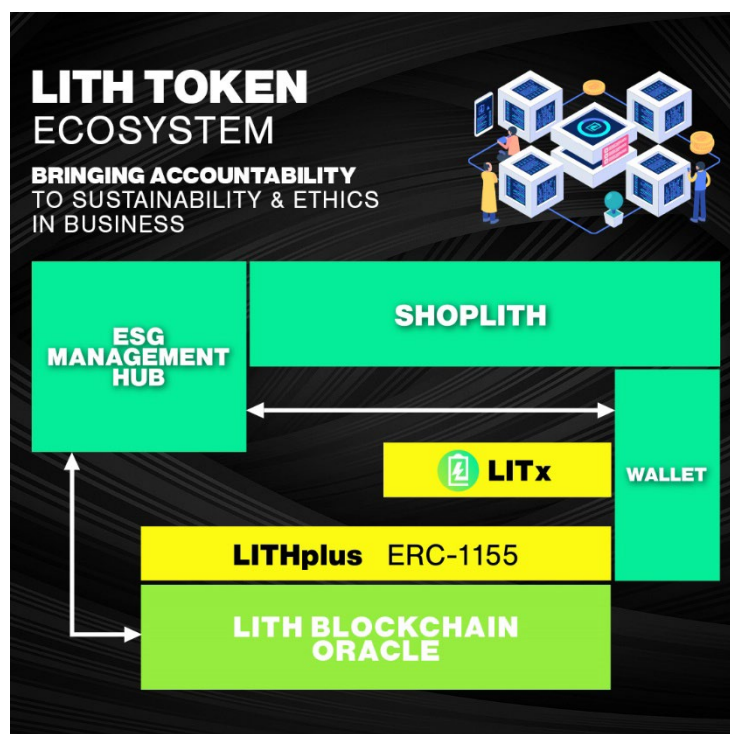 LITH TOKEN
ECOSYSTEM
BRINGING ACCOUNTABILITY
TO SUSTAINABILITY & ETHICS
IN BUSINESS
ESG
MANAGEMENT
HUB
SHOPLITH
LITx
WALLET
LITHplus ERC-1155
LITH BLOCKCHAIN
ORACLE